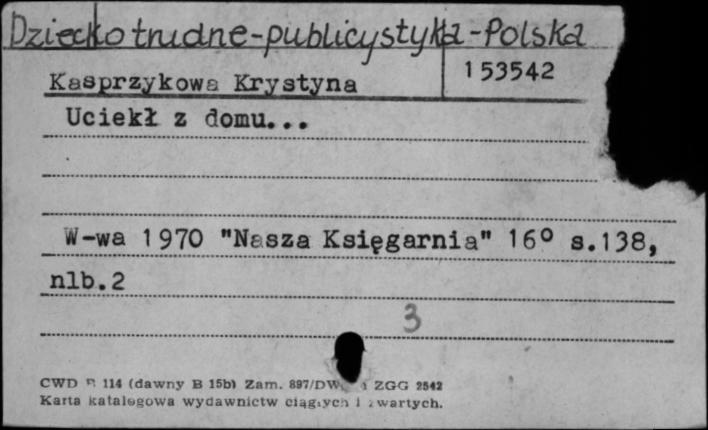 Dziecko trudne-publicystyka-Polska
Kasprzykowa Krystyna
153542
Uciekł z domu...
W-wa 1970 "Nasza Księgarnia" 16º s.138,
nlb.2
3
CWD 114 (dawny B 15b) Zam. 897/DW ZGG 2542
Karta katalogowa wydawnictw ciągłych i zwartych.